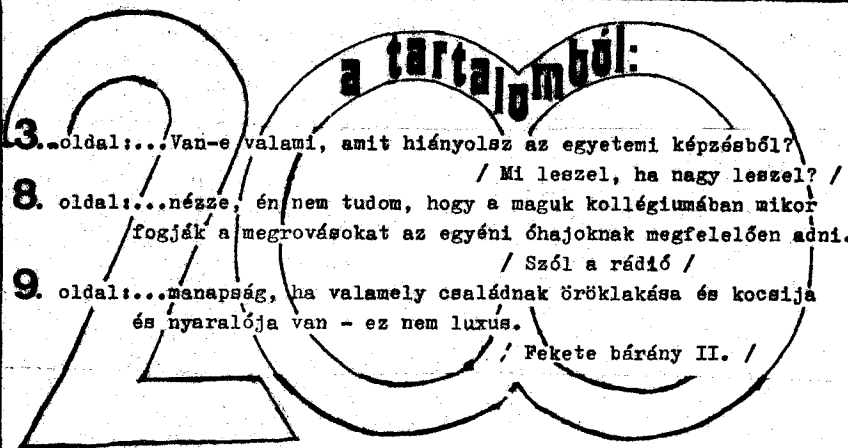 a tartalomból:
3. oldal:...Van-e valami, amit hiányolsz az egyetemi képzésből?
/ Mi leszel, ha nagy leszel? /
8. oldal:...nézze, én nem tudom, hogy a maguk kollégiumában mikor
fogják a megrovásokat az egyéni óhajoknak megfelelően adni.
/ Szól a rádió /
9. oldal:...manapság, ha valamely családnak öröklakása és kocsija
és nyaralója van - ez nem luxus.
/ Fekete bárány II. /
200